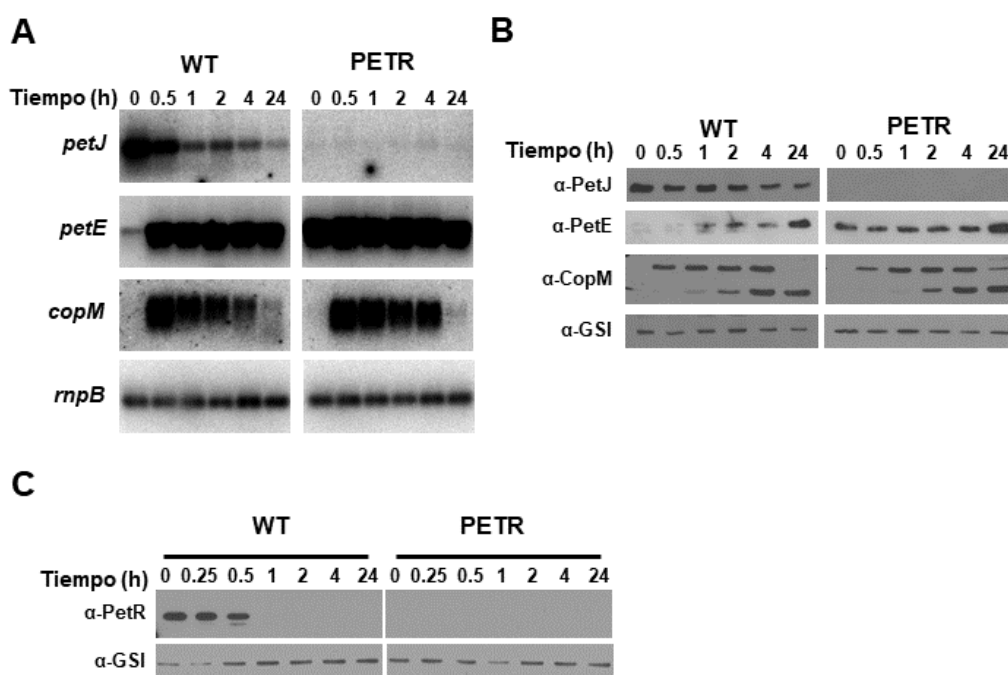 A
WT PETR
Tiempo (h) 0 0.5 1 2 4 24 0 0.5 1 2 4 24
petJ
petE
copM
rnpB
B
WT PETR
Tiempo (h) 0 0.5 1 2 4 24 0 0.5 1 2 4 24
α-PetJ
α-PetE
α-CopM
α-GSI
C
WT PETR
Tiempo (h) 0 0.25 0.5 1 2 4 24 0 0.25 0.5 1 2 4 24
α-PetR
α-GSI